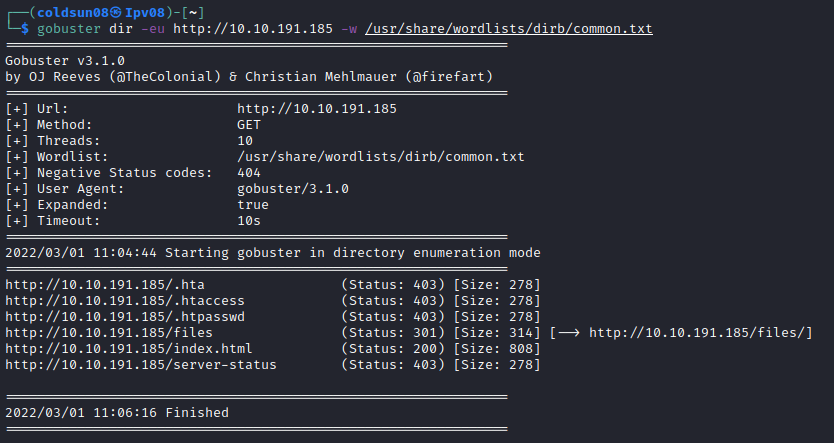 ┌──(coldsun08㉿Ipv08)-[~]
└─$ gobuster dir -eu http://10.10.191.185 -w /usr/share/wordlists/dirb/common.txt
===============================================================
Gobuster v3.1.0
by OJ Reeves (@TheColonial) & Christian Mehlmauer (@firefart)
===============================================================
[+] Url:                     http://10.10.191.185
[+] Method:                  GET
[+] Threads:                 10
[+] Wordlist:                /usr/share/wordlists/dirb/common.txt
[+] Negative Status codes:   404
[+] User Agent:              gobuster/3.1.0
[+] Expanded:                true
[+] Timeout:                 10s
===============================================================
2022/03/01 11:04:44 Starting gobuster in directory enumeration mode
===============================================================
http://10.10.191.185/.hta                 (Status: 403) [Size: 278]
http://10.10.191.185/.htaccess            (Status: 403) [Size: 278]
http://10.10.191.185/.htpasswd            (Status: 403) [Size: 278]
http://10.10.191.185/files                (Status: 301) [Size: 314] [--> http://10.10.191.185/files/]
http://10.10.191.185/index.html           (Status: 200) [Size: 808]
http://10.10.191.185/server-status        (Status: 403) [Size: 278]
===============================================================
2022/03/01 11:06:16 Finished
===============================================================